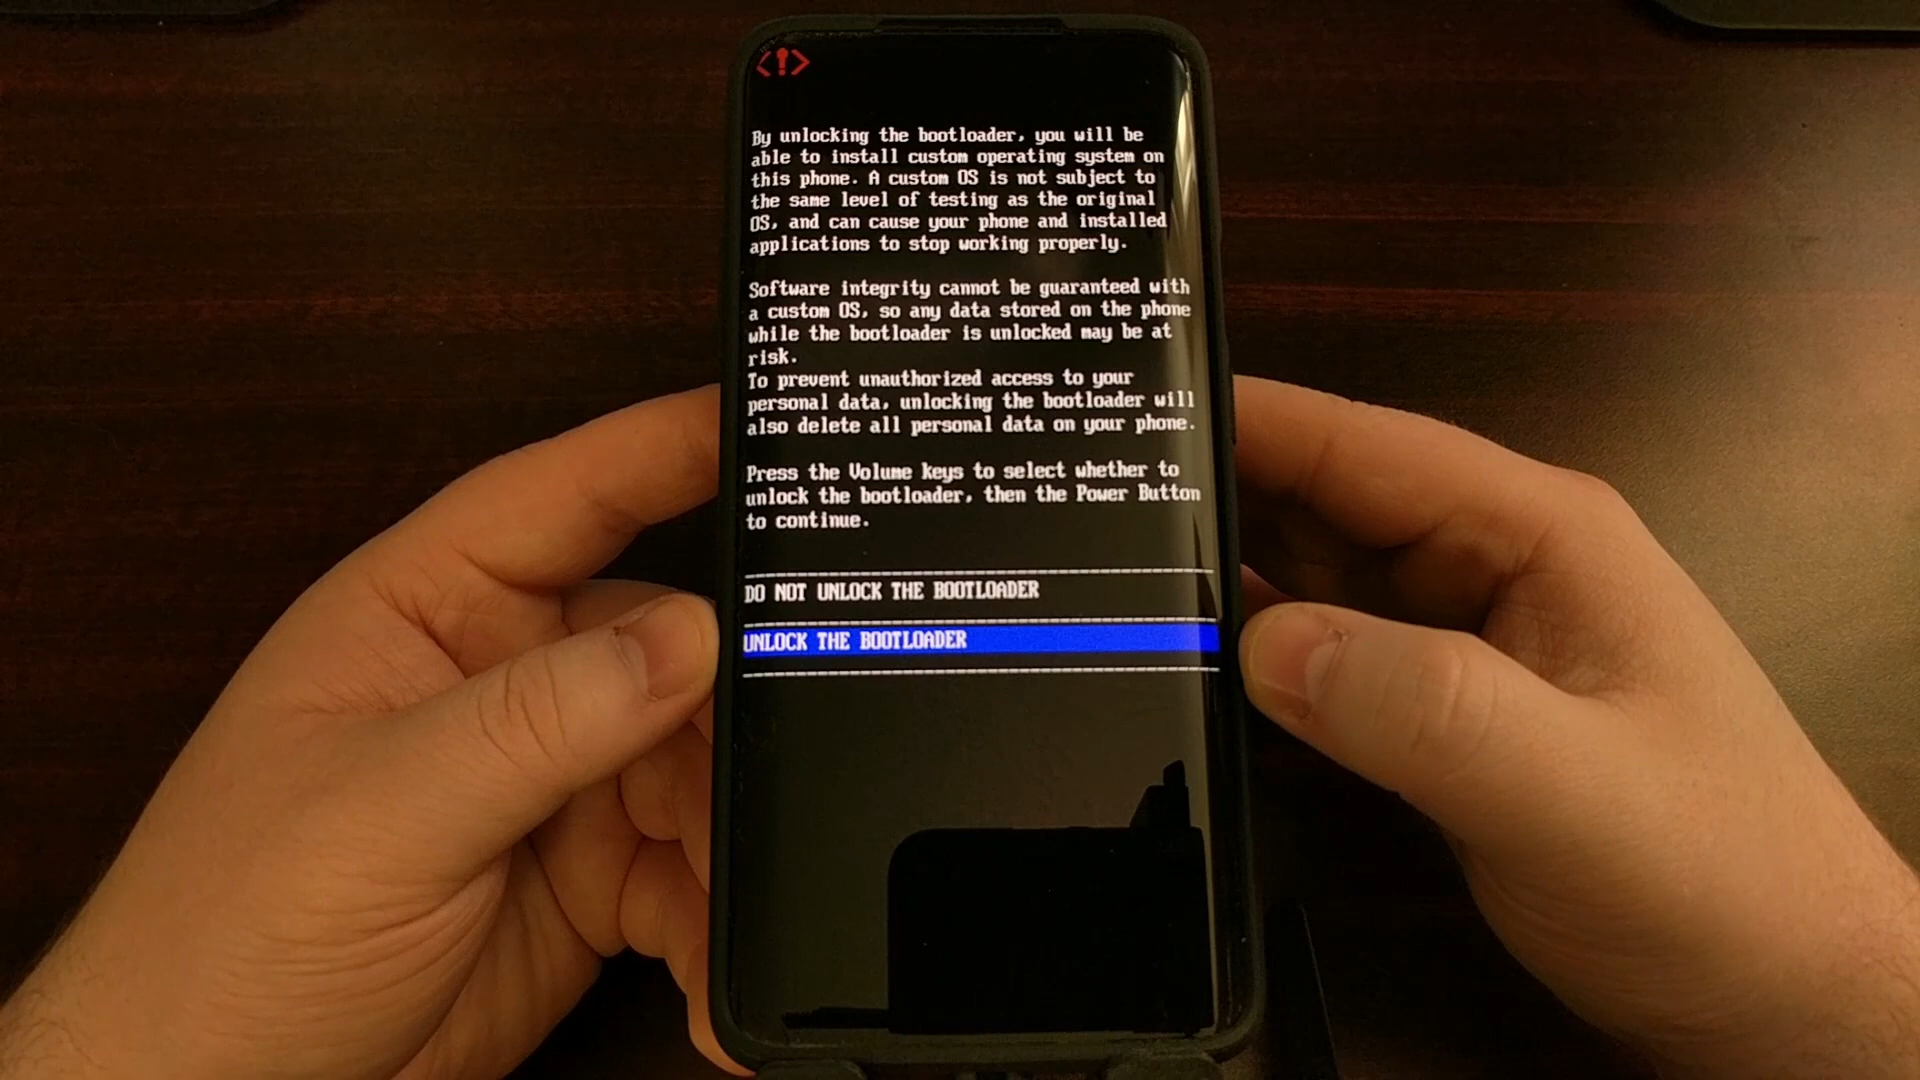 <!>
By unlocking the bootloader, you will be
able to install custom operating system on
this phone. A custom OS is not subject to
the same level of testing as the original
OS, and can cause your phone and installed
applications to stop working properly.
Software integrity cannot be guaranteed with
a custom OS, so any data stored on the phone
while the bootloader is unlocked may be at
risk.
To prevent unauthorized access to your
personal data, unlocking the bootloader will
also delete all personal data on your phone.
Press the Volume keys to select whether to
unlock the bootloader, then the Power Button
to continue.
DO NOT UNLOCK THE BOOTLOADER
UNLOCK THE BOOTLOADER